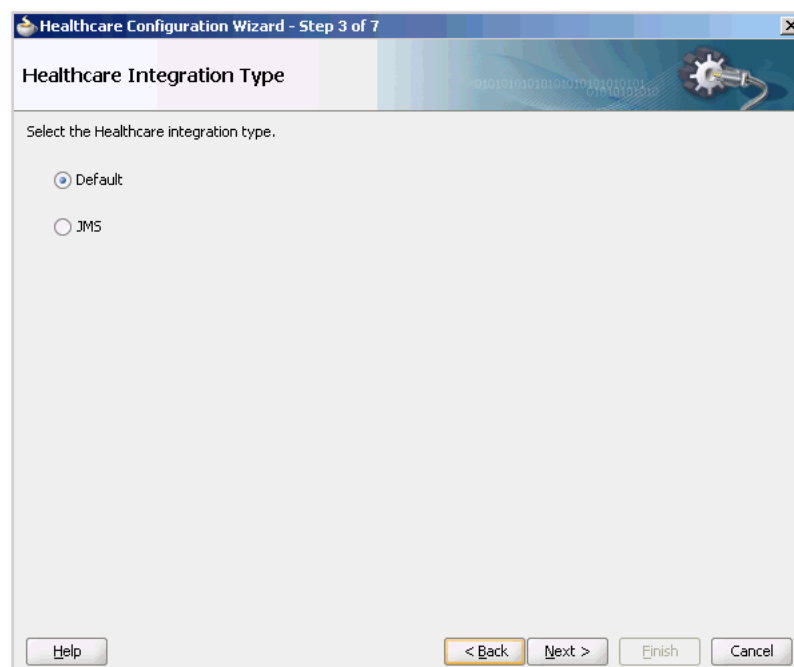 Healthcare Configuration Wizard - Step 3 of 7
Healthcare Integration Type
Select the Healthcare integration type.
Default
JMS
Help
< Back
Next >
Finish
Cancel